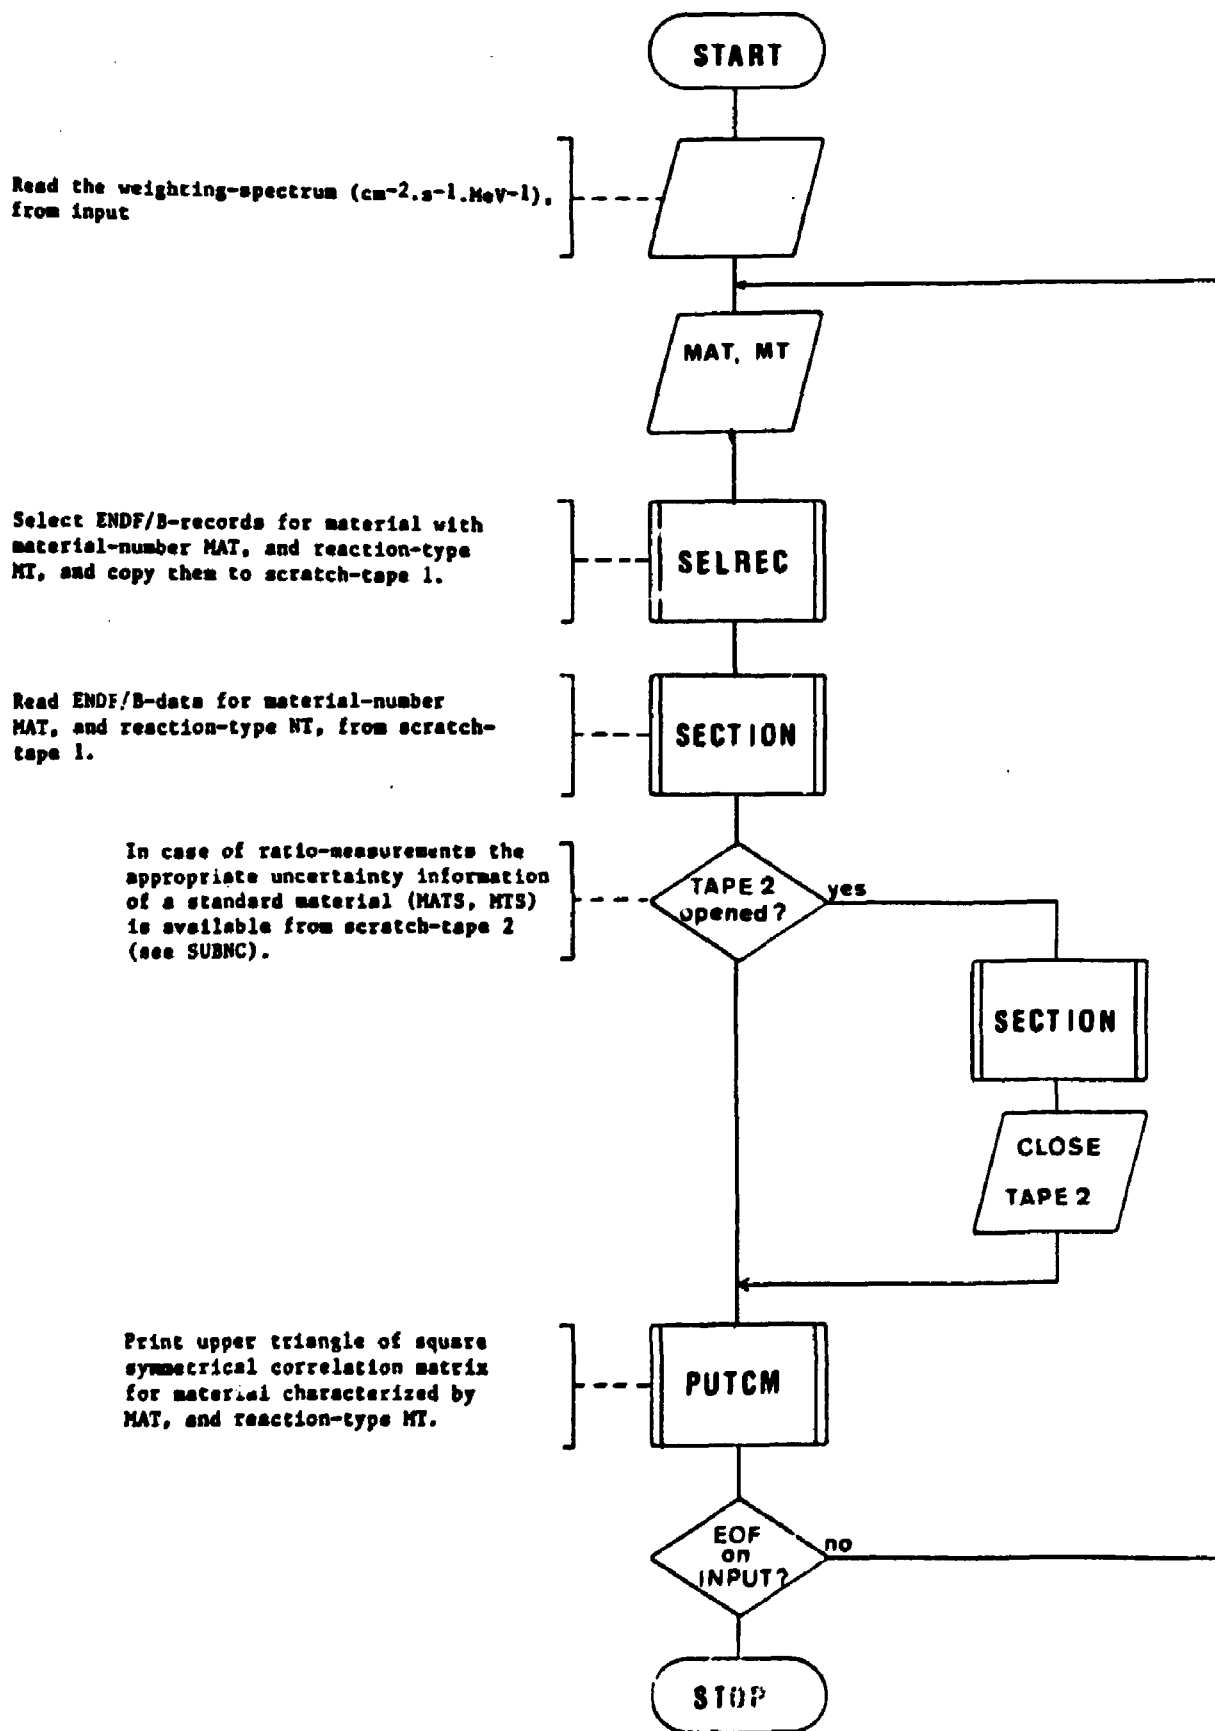 START
Read the weighting-spectrum (cm-2.s-1.MeV-1),
from input
MAT, MT
Select ENDF/B-records for material with
material-number MAT, and reaction-type
MT, and copy them to scratch-tape 1.
SELREC
Read ENDF/B-data for material-number
MAT, and reaction-type NT, from scratch-
tape 1.
SECTION
In case of ratio-measurements the
appropriate uncertainty information
of a standard material (MATS, MTS)
is available from scratch-tape 2
(see SUBNC).
TAPE 2
opened?
yes
SECTION
CLOSE
TAPE 2
Print upper triangle of square
symmetrical correlation matrix
for material characterized by
MAT, and reaction-type MT.
PUTCM
EOF
on
INPUT?
no
STOP